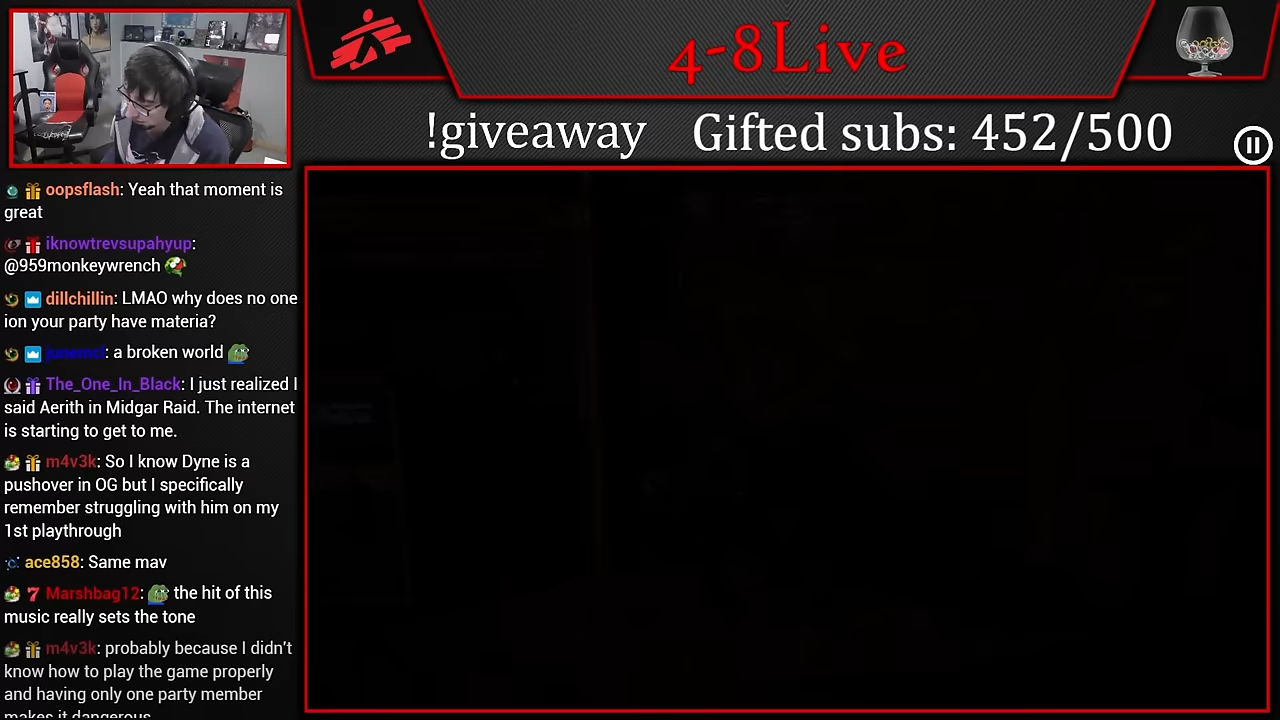 4-8Live
!giveaway Gifted subs: 452/500
oopsflash: Yeah that moment is
great
iknowtrevsupahyup:
@959monkeywrench
dillchillin: LMAO why does no one
ion your party have materia?
junemcl: a broken world
The_One_In_Black: I just realized I
said Aerith in Midgar Raid. The internet
is starting to get to me.
m4v3k: So I know Dyne is a
pushover in OG but I specifically
remember struggling with him on my
1st playthrough
ace858: Same mav
Marshbag12: the hit of this
music really sets the tone
m4v3k: probably because I didn't
know how to play the game properly
and having only one party member
makes it dangerous